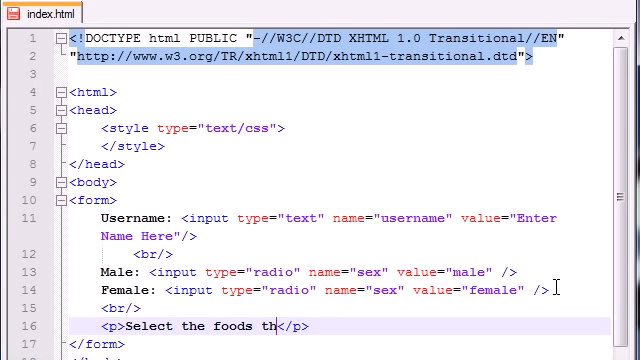 index.html
1 <!DOCTYPE html PUBLIC "-//W3C//DTD XHTML 1.0 Transitional//EN"
2 "http://www.w3.org/TR/xhtml1/DTD/xhtml1-transitional.dtd">
3
4 <html>
5 <head>
6 <style type="text/css">
7 </style>
8 </head>
9 <body>
10 <form>
11 Username: <input type="text" name="username" value="Enter
Name Here"/>
12 <br/>
13 Male: <input type="radio" name="sex" value="male" />
14 Female: <input type="radio" name="sex" value="female" />
15 <br/>
16 <p>Select the foods th</p>
17 </form>